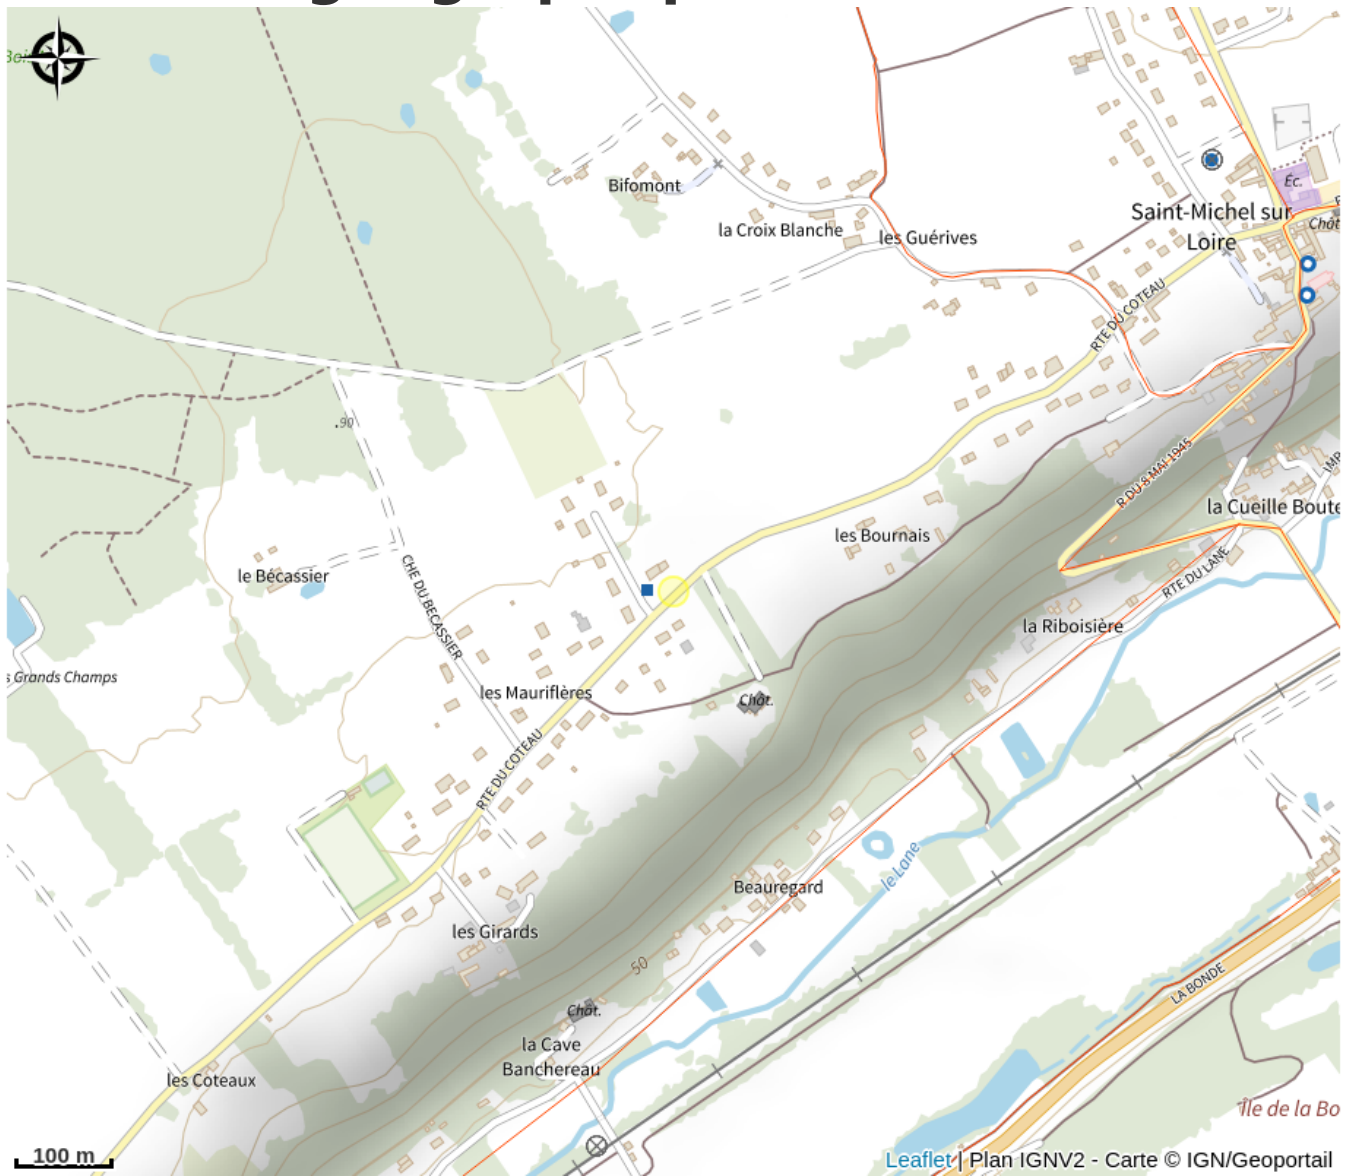 Bifomont
la Croix Blanche
les Guérives
Éc.
Saint-Michel sur
Loire
Chât
RTE DU COTEAU
.90
R DU 8 MAI 1945
la Cueille Boute
IMP
les Bournais
le Bécassier
CHE DU BECASSIER
RTE DU LANE
la Riboisière
s Grands Champs
les Mauriflères
Chât.
RTE DU COTEAU
Beauregard
le Lane
les Girards
50
LA BONDE
Chât.
la Cave
Banchereau
les Coteaux
Île de la Bo
100 m
Leaflet | Plan IGNV2 - Carte © IGN/Geoportail